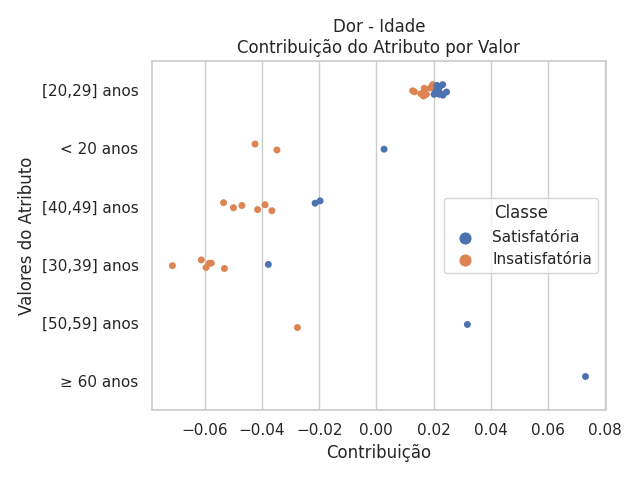 Dor - Idade
Contribuição do Atributo por Valor
Valores do Atributo
[20,29] anos
< 20 anos
[40,49] anos
[30,39] anos
[50,59] anos
≥ 60 anos
Classe
Satisfatória
Insatisfatória
−0.06 −0.04 −0.02 0.00 0.02 0.04 0.06 0.08
Contribuição